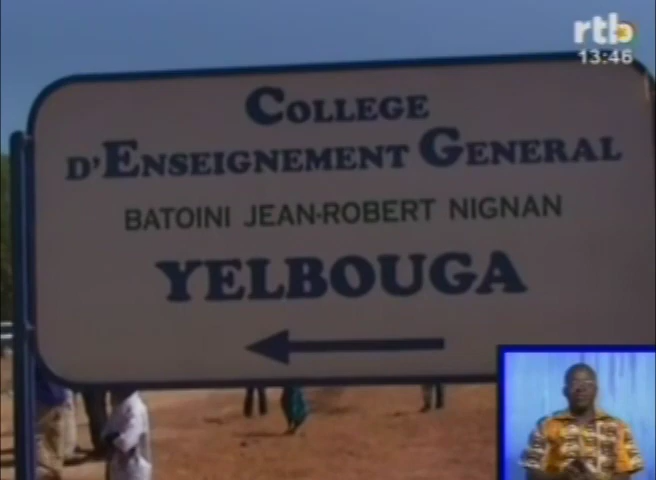 rtb
13:46
COLLEGE
D'ENSEIGNEMENT GENERAL
BATOINI JEAN-ROBERT NIGNAN
YELBOUGA